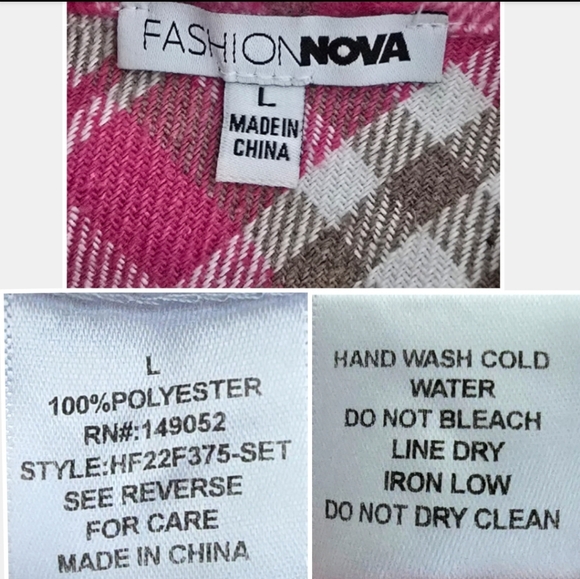 FASHIONNOVA
L
MADE IN
CHINA
L
100%POLYESTER
RN#:149052
STYLE:HF22F375-SET
SEE REVERSE
FOR CARE
MADE IN CHINA
HAND WASH COLD
WATER
DO NOT BLEACH
LINE DRY
IRON LOW
DO NOT DRY CLEAN